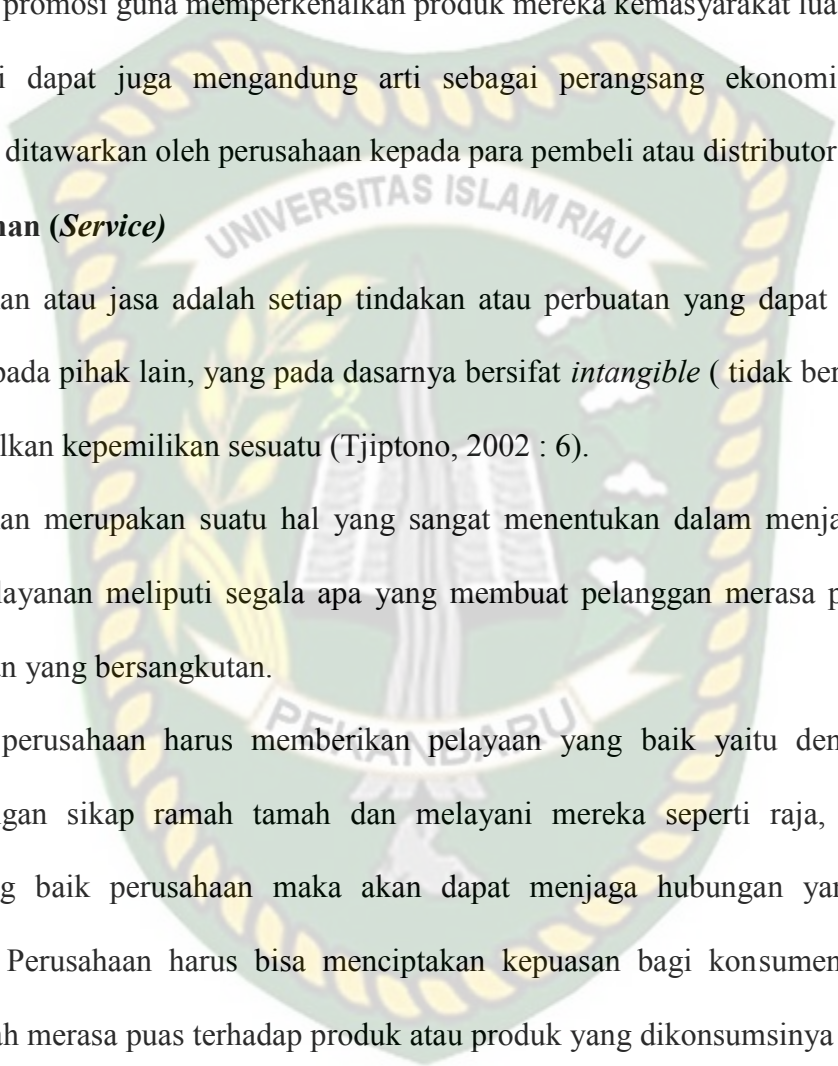 promosi guna memperkenalkan produk mereka kemasyarakat lua
i dapat juga mengandung arti sebagai perangsang ekonomi
ditawarkan oleh perusahaan kepada para pembeli atau distributor
UNIVERSITAS ISLAM RIAU
nan (Service)
an atau jasa adalah setiap tindakan atau perbuatan yang dapat
pada pihak lain, yang pada dasarnya bersifat intangible ( tidak ber
lkan kepemilikan sesuatu (Tjiptono, 2002 : 6).
an merupakan suatu hal yang sangat menentukan dalam menja
layanan meliputi segala apa yang membuat pelanggan merasa p
n yang bersangkutan.
PEKANBARU
perusahaan harus memberikan pelayaan yang baik yaitu den
gan sikap ramah tamah dan melayani mereka seperti raja,
g baik perusahaan maka akan dapat menjaga hubungan yan
Perusahaan harus bisa menciptakan kepuasan bagi konsumen
ah merasa puas terhadap produk atau produk yang dikonsumsinya